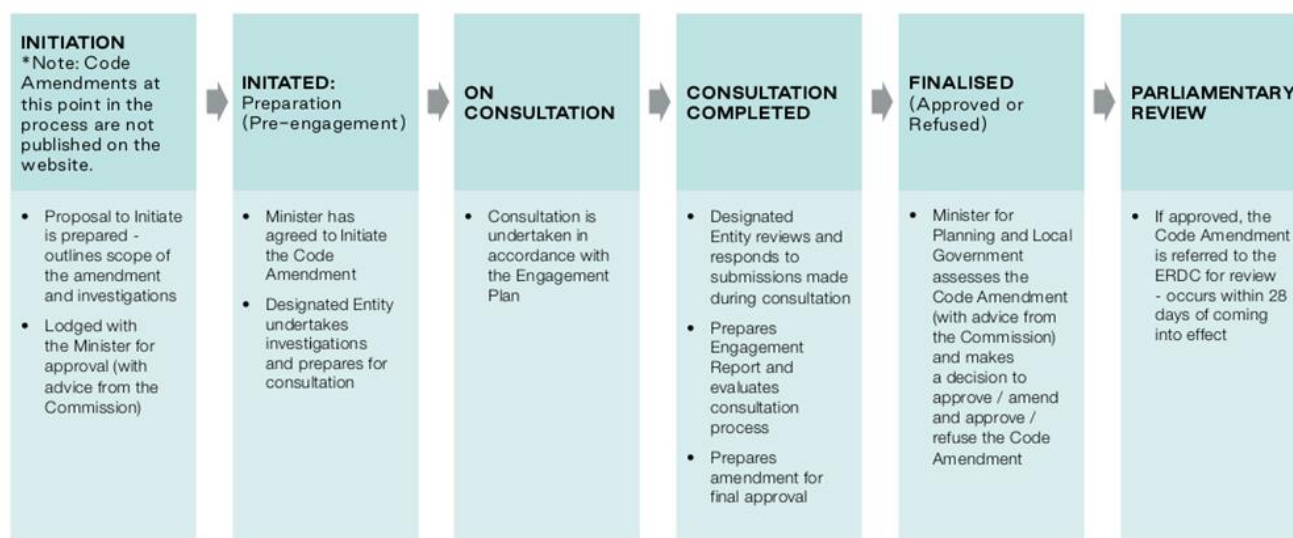 INITIATION
*Note: Code
Amendments at
this point in the
process are not
published on the
website.
• Proposal to Initiate
is prepared -
outlines scope of
the amendment
and investigations
• Lodged with
the Minister for
approval (with
advice from the
Commission)
INITATED:
Preparation
(Pre-engagement)
• Minister has
agreed to Initiate
the Code
Amendment
• Designated Entity
undertakes
investigations
and prepares for
consultation
ON
CONSULTATION
• Consultation is
undertaken in
accordance with
the Engagement
Plan
CONSULTATION
COMPLETED
• Designated
Entity reviews and
responds to
submissions made
during consultation
• Prepares
Engagement
Report and
evaluates
consultation
process
• Prepares
amendment for
final approval
FINALISED
(Approved or
Refused)
• Minister for
Planning and Local
Government
assesses the
Code Amendment
(with advice from
the Commission)
and makes
a decision to
approve / amend
and approve /
refuse the Code
Amendment
PARLIAMENTARY
REVIEW
• If approved, the
Code Amendment
is referred to the
ERDC for review
- occurs within 28
days of coming
into effect